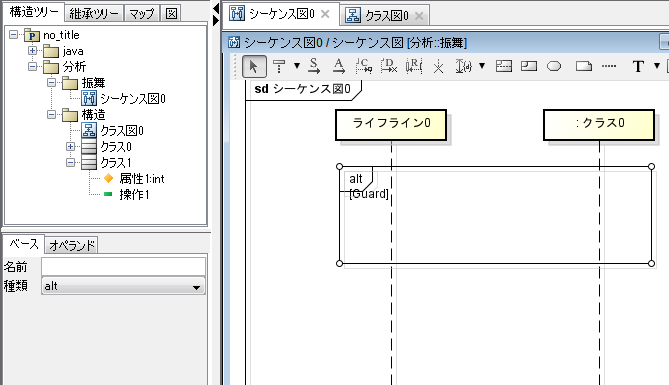 構造ツリー 継承ツリー マップ 図
no_title
java
分析
振舞
シーケンス図0
構造
クラス図0
クラス0
クラス1
属性1:int
操作1
ベース オペランド
名前
種類 alt
シーケンス図0 クラス図0
シーケンス図0 / シーケンス図 [分析::振舞]
sd シーケンス図0
ライフライン0 : クラス0
alt
[Guard]